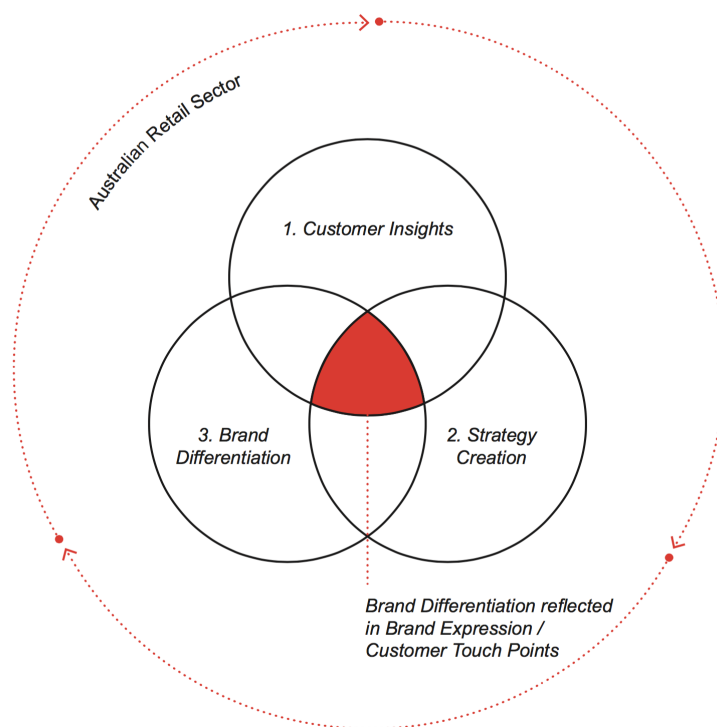 Australian Retail Sector
1. Customer Insights
3. Brand
Differentiation
2. Strategy
Creation
Brand Differentiation reflected
in Brand Expression /
Customer Touch Points